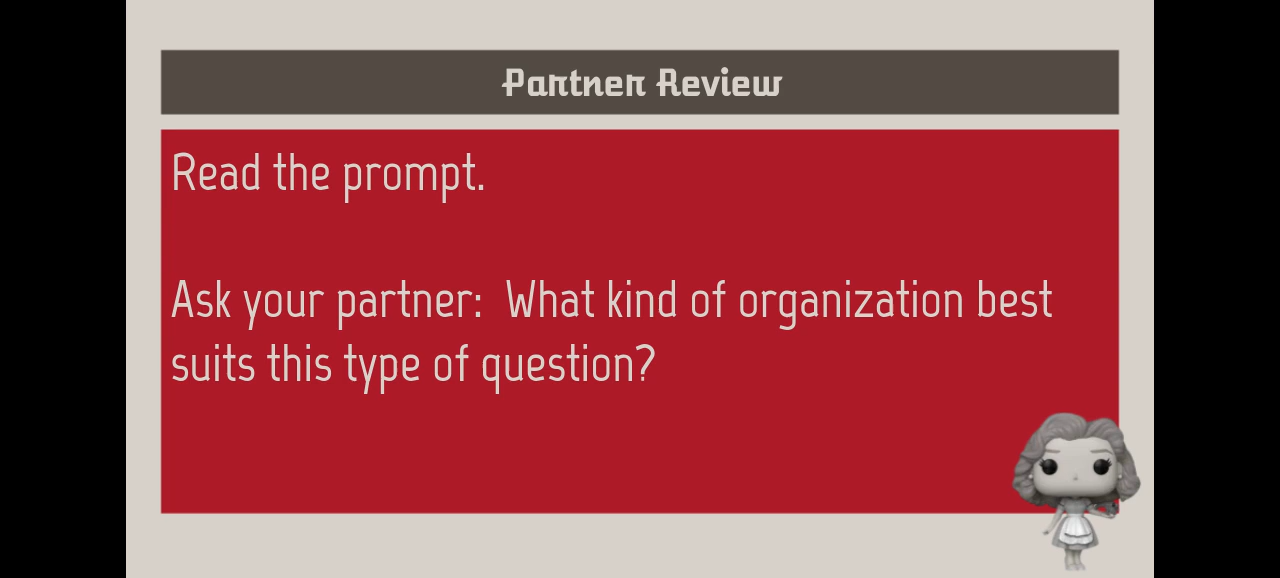 Partner Review
Read the prompt.
Ask your partner:  What kind of organization best
suits this type of question?